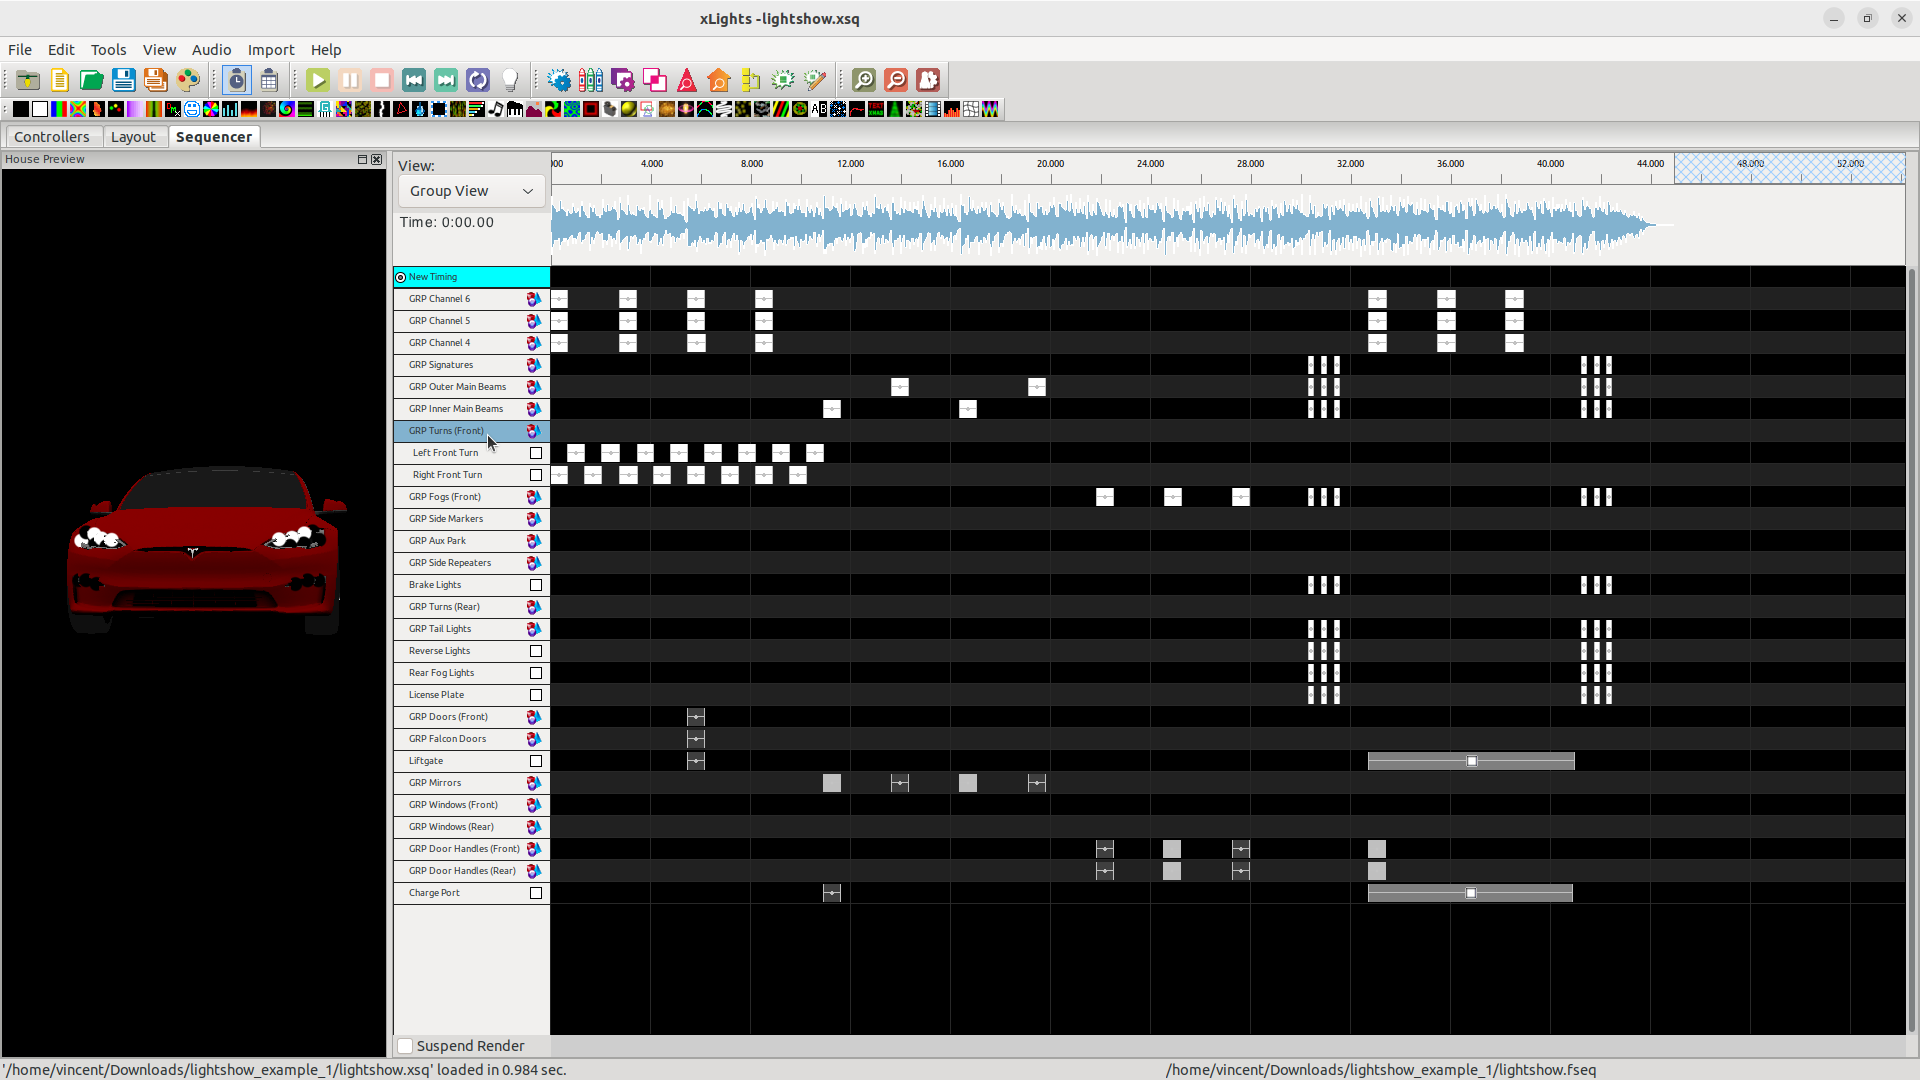 xLights -lightshow.xsq
File Edit Tools View Audio Import Help
Controllers Layout Sequencer
House Preview
View:
Group View
Time: 0:00.00
000 4.000 8.000 12.000 16.000 20.000 24.000 28.000 32.000 36.000 40.000 44.000 48.000 52.000
New Timing
GRP Channel 6
GRP Channel 5
GRP Channel 4
GRP Signatures
GRP Outer Main Beams
GRP Inner Main Beams
GRP Turns (Front)
Left Front Turn
Right Front Turn
GRP Fogs (Front)
GRP Side Markers
GRP Aux Park
GRP Side Repeaters
Brake Lights
GRP Turns (Rear)
GRP Tail Lights
Reverse Lights
Rear Fog Lights
License Plate
GRP Doors (Front)
GRP Falcon Doors
Liftgate
GRP Mirrors
GRP Windows (Front)
GRP Windows (Rear)
GRP Door Handles (Front)
GRP Door Handles (Rear)
Charge Port
Suspend Render
'/home/vincent/Downloads/lightshow_example_1/lightshow.xsq' loaded in 0.984 sec.
/home/vincent/Downloads/lightshow_example_1/lightshow.fseq